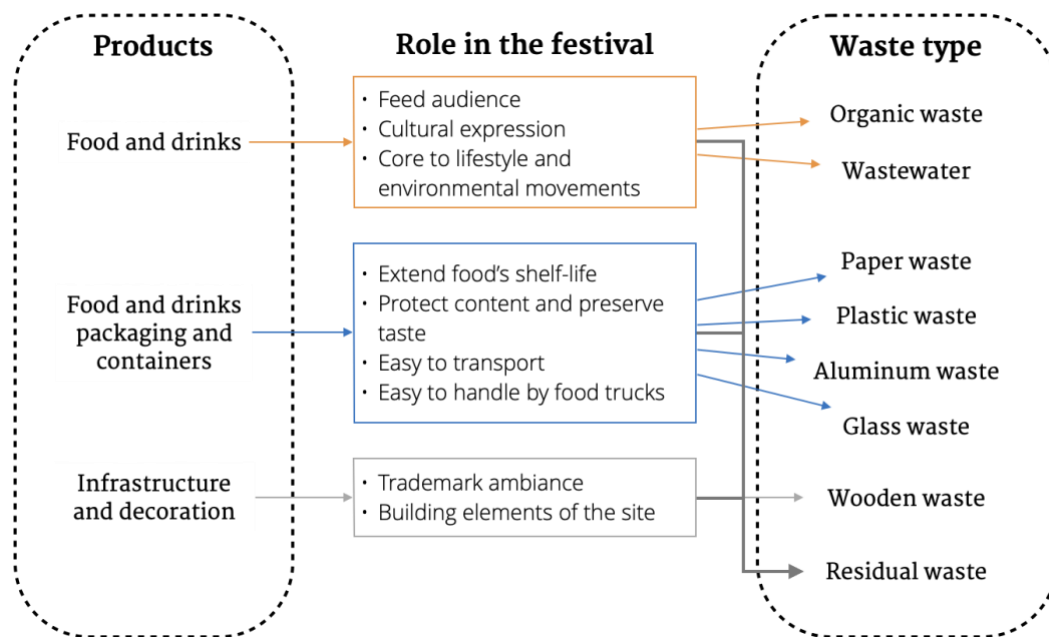 Products
Role in the festival
Waste type
Food and drinks
• Feed audience
• Cultural expression
• Core to lifestyle and
environmental movements
Organic waste
Wastewater
Food and drinks
packaging and
containers
• Extend food’s shelf-life
• Protect content and preserve
taste
• Easy to transport
• Easy to handle by food trucks
Paper waste
Plastic waste
Aluminum waste
Glass waste
Infrastructure
and decoration
• Trademark ambiance
• Building elements of the site
Wooden waste
Residual waste